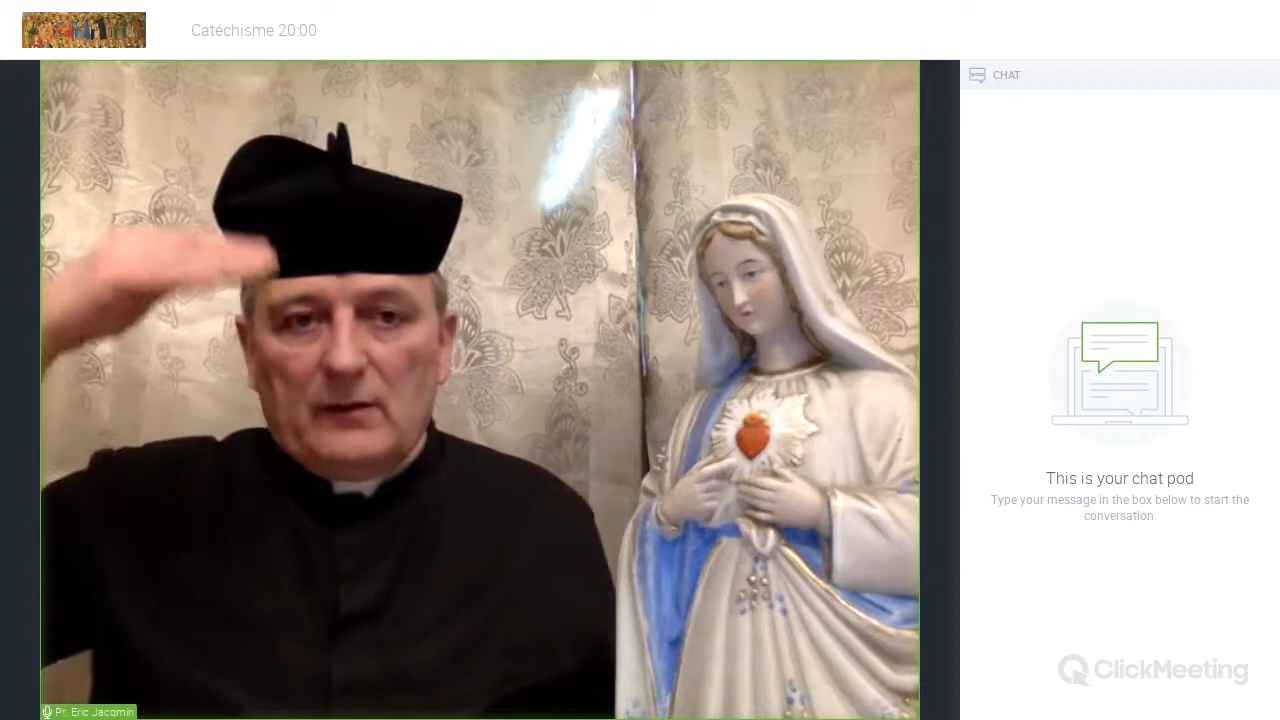 Catéchisme 20:00
CHAT
This is your chat pod
Type your message in the box below to start the
conversation.
ClickMeeting
Pr. Eric Jacqmin